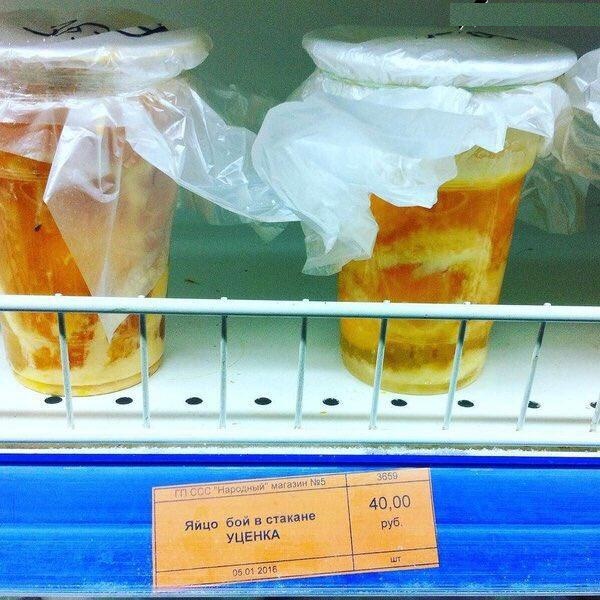 ГП ССС "Народный" магазин №5
3659
Яйцо бой в стакане
УЦЕНКА
40,00
руб.
05.01.2016
шт